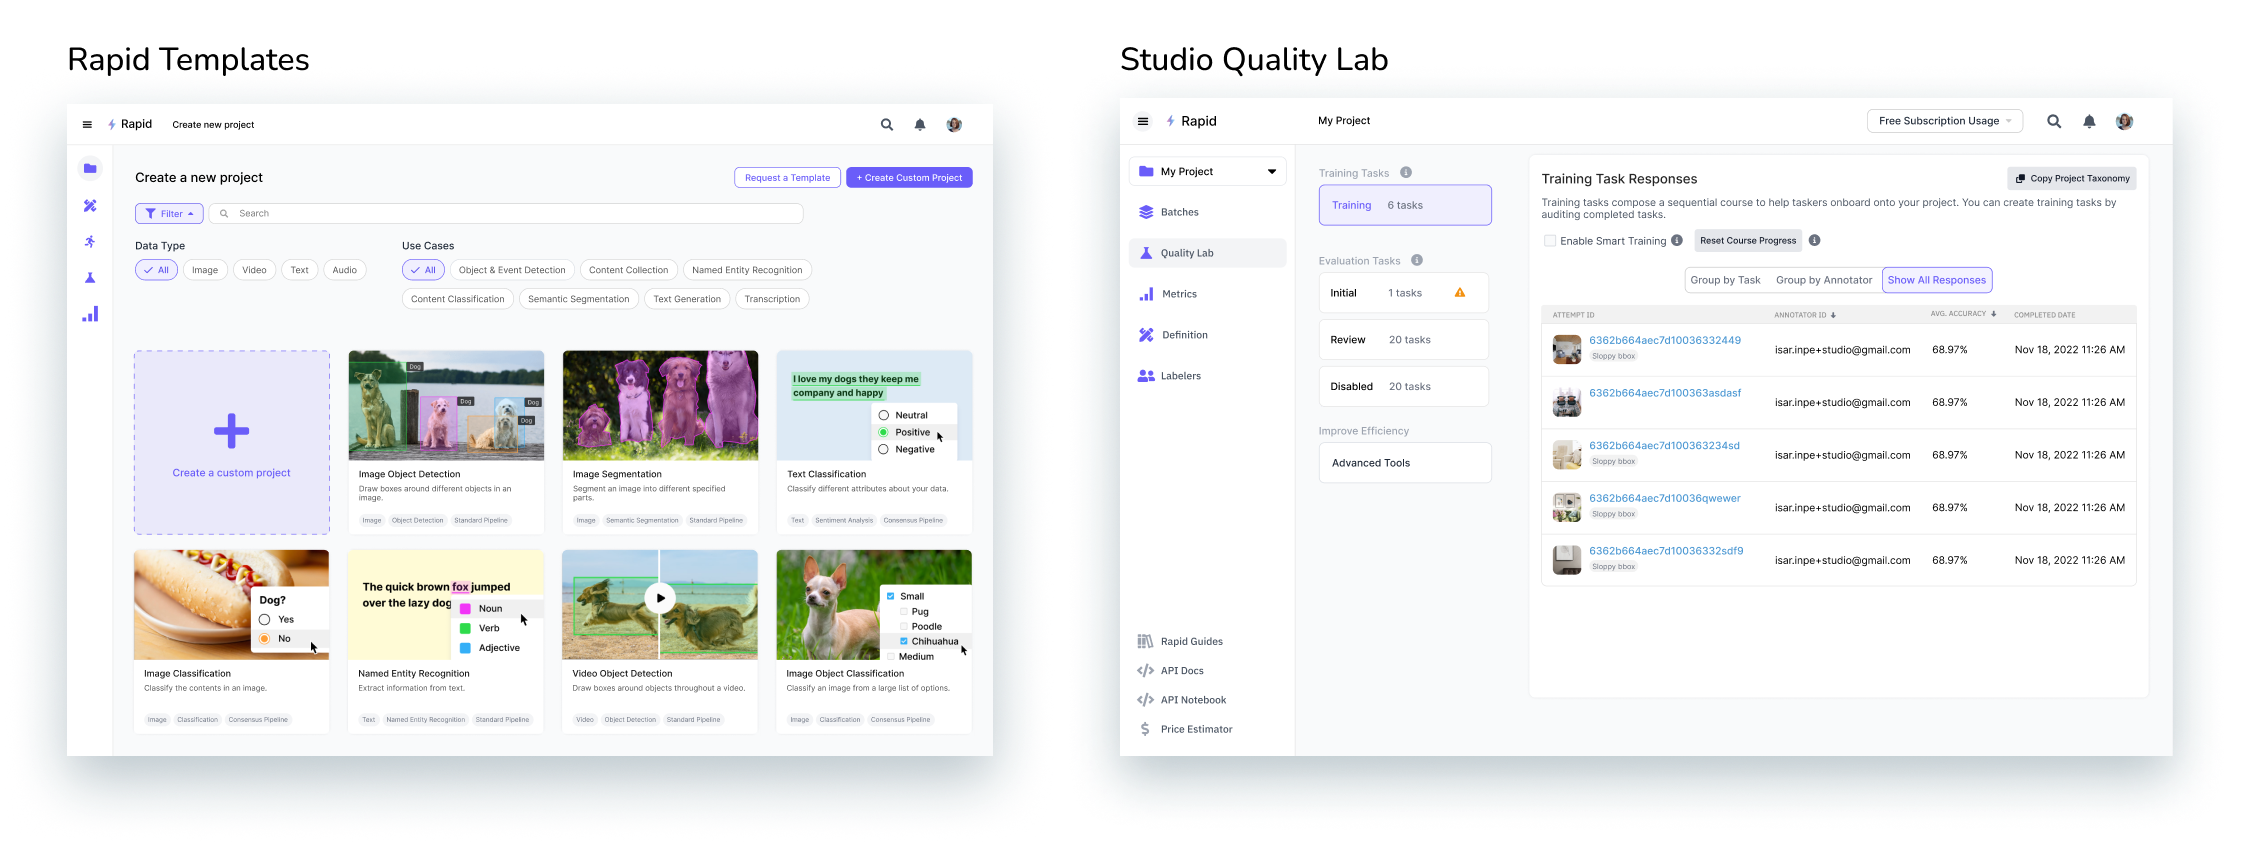 Rapid Templates
Rapid
Create new project
Create a new project
Request a Template
+ Create Custom Project
Filter
Search
Data Type
All
Image
Video
Text
Audio
Use Cases
All
Object & Event Detection
Content Collection
Named Entity Recognition
Content Classification
Semantic Segmentation
Text Generation
Transcription
Create a custom project
Dog
Dog
Dog
Dog
Image Object Detection
Draw boxes around different objects in an
image.
Image
Object Detection
Standard Pipeline
Image Segmentation
Segment an image into different specified
parts.
Image
Semantic Segmentation
Standard Pipeline
I love my dogs they keep me
company and happy
Neutral
Positive
Negative
Text Classification
Classify different attributes about your data.
Text
Sentiment Analysis
Consensus Pipeline
Dog?
Yes
No
Image Classification
Classify the contents in an image.
Image
Classification
Consensus Pipeline
The quick brown fox jumped
over the lazy dog
Noun
Verb
Adjective
Named Entity Recognition
Extract information from text.
Text
Named Entity Recognition
Standard Pipeline
Video Object Detection
Draw boxes around objects throughout a video.
Video
Object Detection
Standard Pipeline
Small
Pug
Poodle
Chihuahua
Medium
Image Object Classification
Classify an image from a large list of options.
Image
Classification
Consensus Pipeline
Studio Quality Lab
Rapid
My Project
Free Subscription Usage
My Project
Batches
Quality Lab
Metrics
Definition
Labelers
Rapid Guides
API Docs
API Notebook
Price Estimator
Training Tasks
Training 6 tasks
Evaluation Tasks
Initial 1 tasks
Review 20 tasks
Disabled 20 tasks
Improve Efficiency
Advanced Tools
Training Task Responses
Copy Project Taxonomy
Training tasks compose a sequential course to help taskers onboard onto your project. You can create training tasks by
auditing completed tasks.
Enable Smart Training
Reset Course Progress
Group by Task
Group by Annotator
Show All Responses
ATTEMPT ID ANNOTATOR ID AVG. ACCURACY COMPLETED DATE
6362b664aec7d10036332449
Sloppy bbox
isar.inpe+studio@gmail.com 68.97% Nov 18, 2022 11:26 AM
6362b664aec7d100363asdasf
isar.inpe+studio@gmail.com 68.97% Nov 18, 2022 11:26 AM
6362b664aec7d100363234sd
Sloppy bbox
isar.inpe+studio@gmail.com 68.97% Nov 18, 2022 11:26 AM
6362b664aec7d10036qwewer
Sloppy bbox
isar.inpe+studio@gmail.com 68.97% Nov 18, 2022 11:26 AM
6362b664aec7d10036332sdf9
Sloppy bbox
isar.inpe+studio@gmail.com 68.97% Nov 18, 2022 11:26 AM